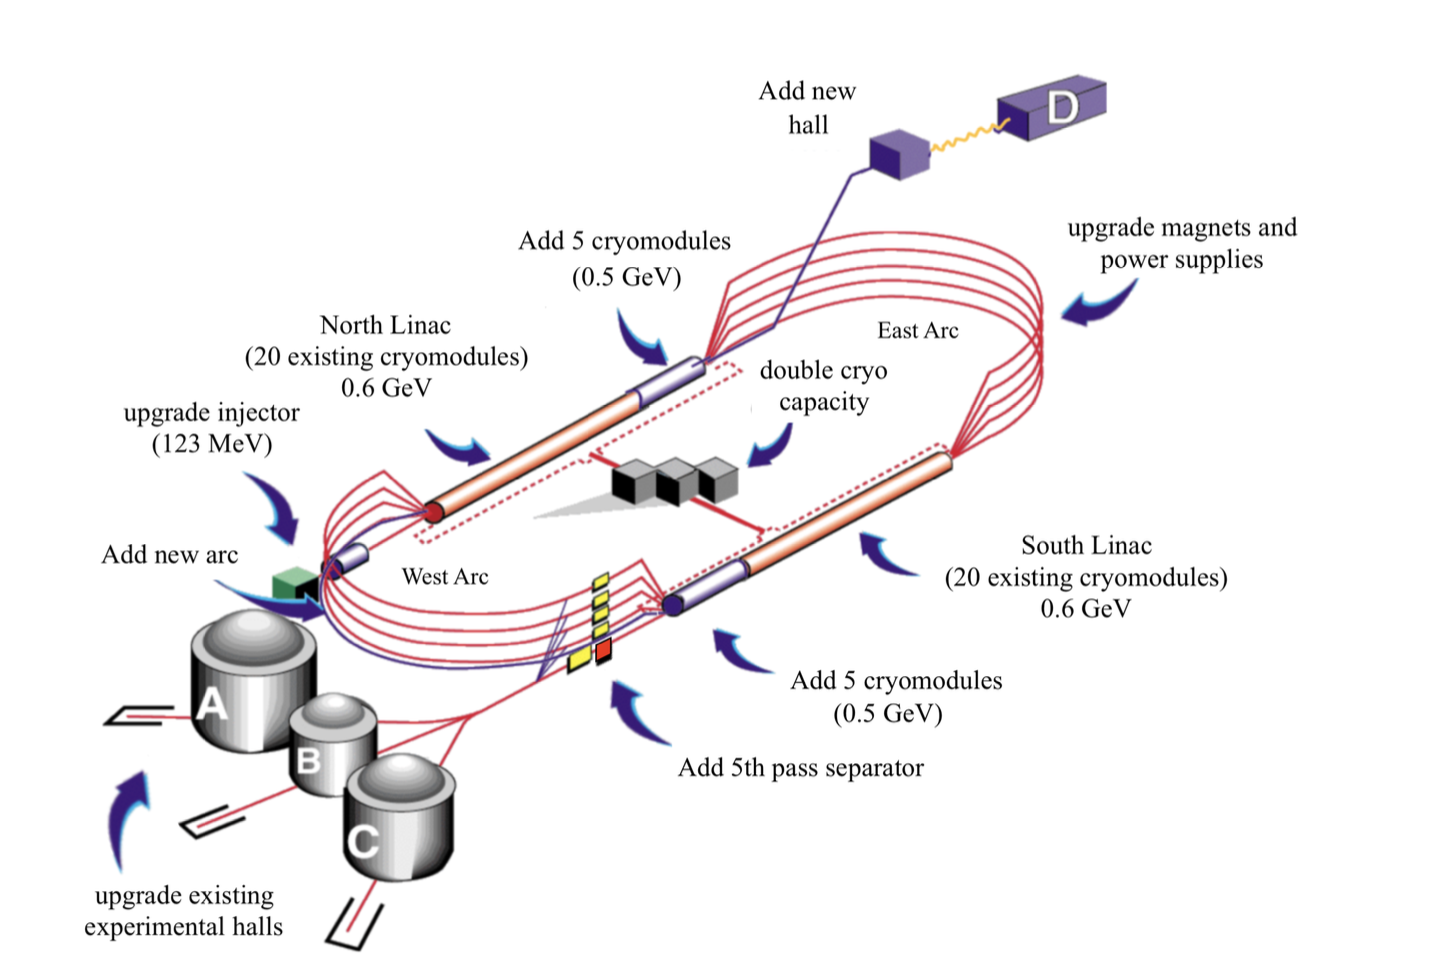 Add new
hall
D
upgrade magnets and
power supplies
Add 5 cryomodules
(0.5 GeV)
North Linac
(20 existing cryomodules)
0.6 GeV
East Arc
double cryo
capacity
upgrade injector
(123 MeV)
Add new arc
West Arc
South Linac
(20 existing cryomodules)
0.6 GeV
Add 5 cryomodules
(0.5 GeV)
Add 5th pass separator
A
B
C
upgrade existing
experimental halls